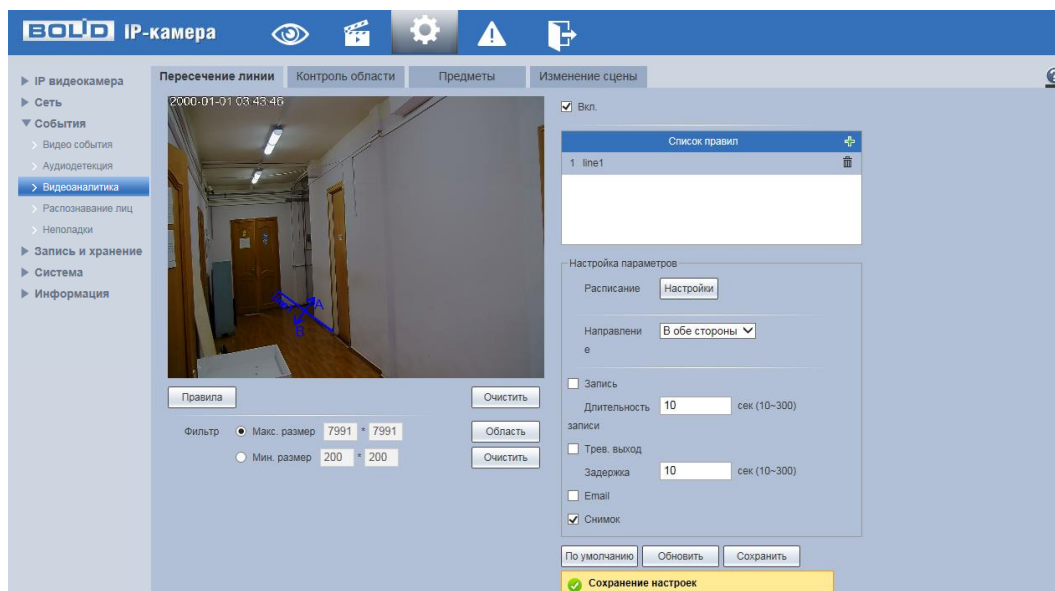 BOLID IP-камера
IP видеокамера
Сеть
События
Видео события
Аудиодетекция
Видеоаналитика
Распознавание лиц
Неполадки
Запись и хранение
Система
Информация
Пересечение линии Контроль области Предметы Изменение сцены
2000-01-01 03:43:46
A
B
Правила Очистить
Фильтр Макс. размер 7991 * 7991 Область
Мин. размер 200 * 200 Очистить
Вкл.
Список правил
1 line1
Настройка параметров
Расписание Настройки
Направлени
е
В обе стороны
Запись
Длительность 10 сек (10~300)
записи
Трев. выход
Задержка 10 сек (10~300)
Email
Снимок
По умолчанию Обновить Сохранить
Сохранение настроек